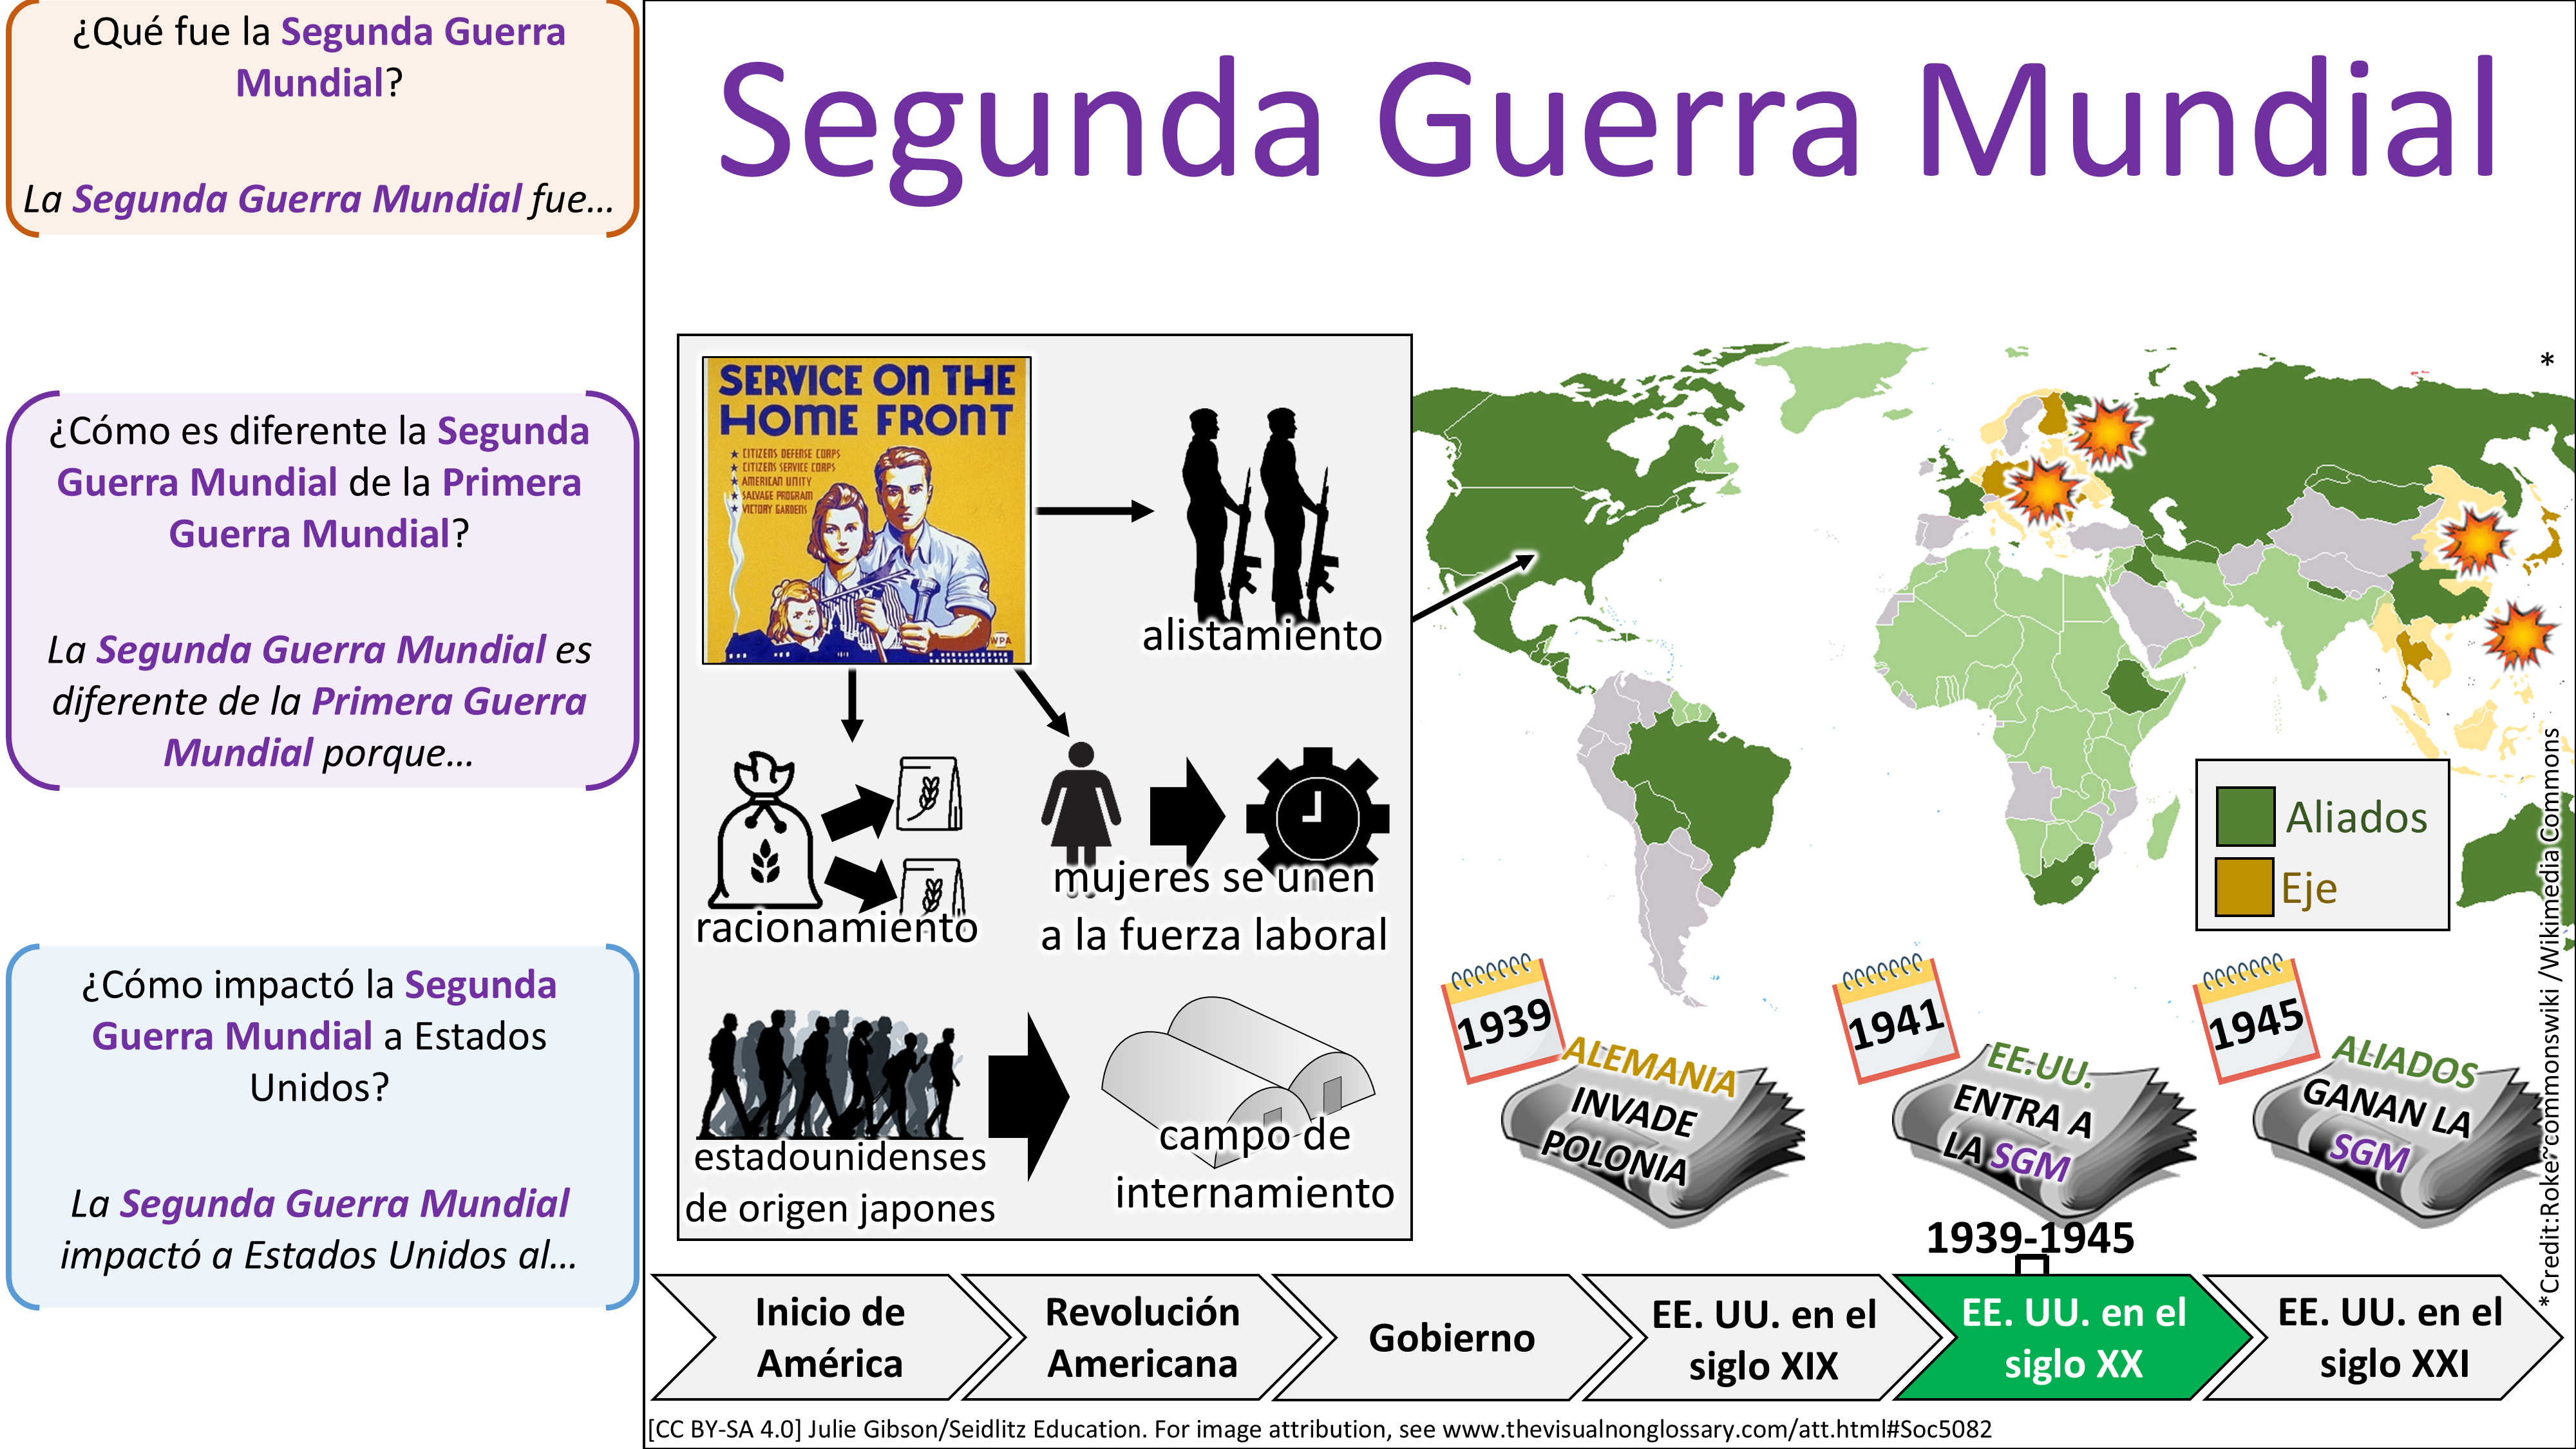 ¿Qué fue la Segunda Guerra
Mundial?
La Segunda Guerra Mundial fue...
¿Cómo es diferente la Segunda
Guerra Mundial de la Primera
Guerra Mundial?
La Segunda Guerra Mundial es
diferente de la Primera Guerra
Mundial porque...
¿Cómo impactó la Segunda
Guerra Mundial a Estados
Unidos?
La Segunda Guerra Mundial
impactó a Estados Unidos al...
Segunda Guerra Mundial
SERVICE ON THE
HOME FRONT
★ CITIZENS DEFENSE CORPS
★ CITIZENS SERVICE CORPS
★ AMERICAN UNITY
★ SALVAGE PROGRAM
★ VICTORY GARDENS
WPA
alistamiento
racionamiento
mujeres se unen
a la fuerza laboral
estadounidenses
de origen japones
campo de
internamiento
*
Aliados
Eje
1939
ALEMANIA
INVADE
POLONIA
1941
EE.UU.
ENTRA A
LA SGM
1945
ALIADOS
GANAN LA
SGM
*Credit:Roke~commonswiki /Wikimedia Commons
1939-1945
Inicio de
América
Revolución
Americana
Gobierno
EE. UU. en el
siglo XIX
EE. UU. en el
siglo XX
EE. UU. en el
siglo XXI
[CC BY-SA 4.0] Julie Gibson/Seidlitz Education. For image attribution, see www.thevisualnonglossary.com/att.html#Soc5082